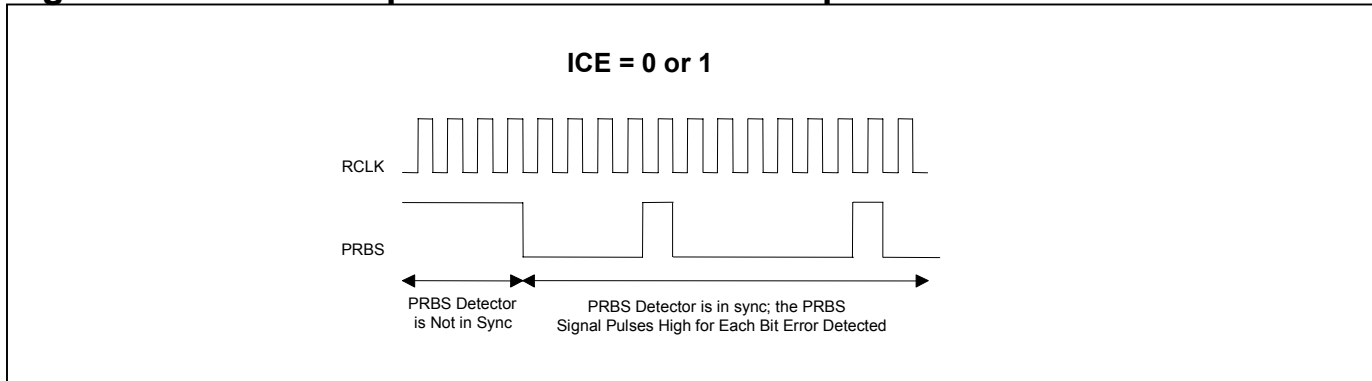 ICE = 0 or 1
RCLK
PRBS
PRBS Detector
is Not in Sync
PRBS Detector is in sync; the PRBS
Signal Pulses High for Each Bit Error Detected